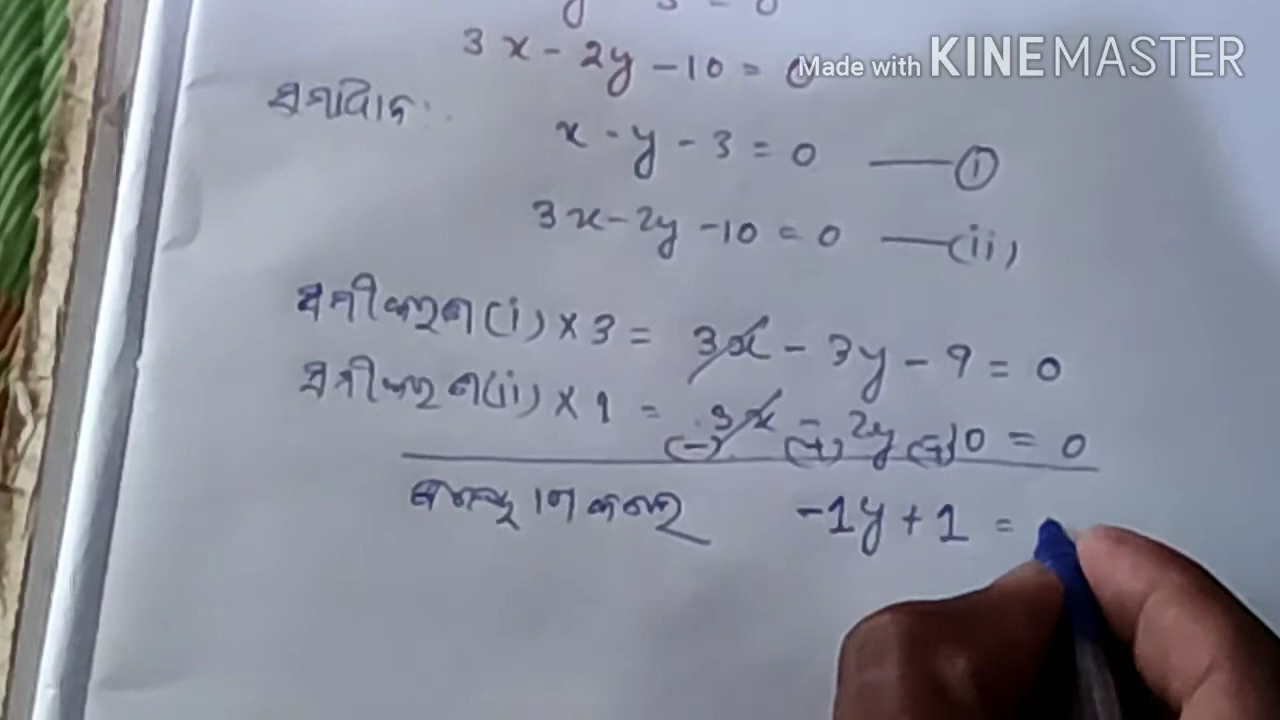 3x - 2y - 10 = 0
Made with KINEMASTER
ସମାଧାନ:
x - y - 3 = 0 —(i)
3x - 2y - 10 = 0 —(ii)
ସମୀକରଣ(i) × 3 = 3x - 3y - 9 = 0
ସମୀକରଣ(ii) × 1 = 3x - 2y - 10 = 0
(-) (+) (+)
-1y + 1 =